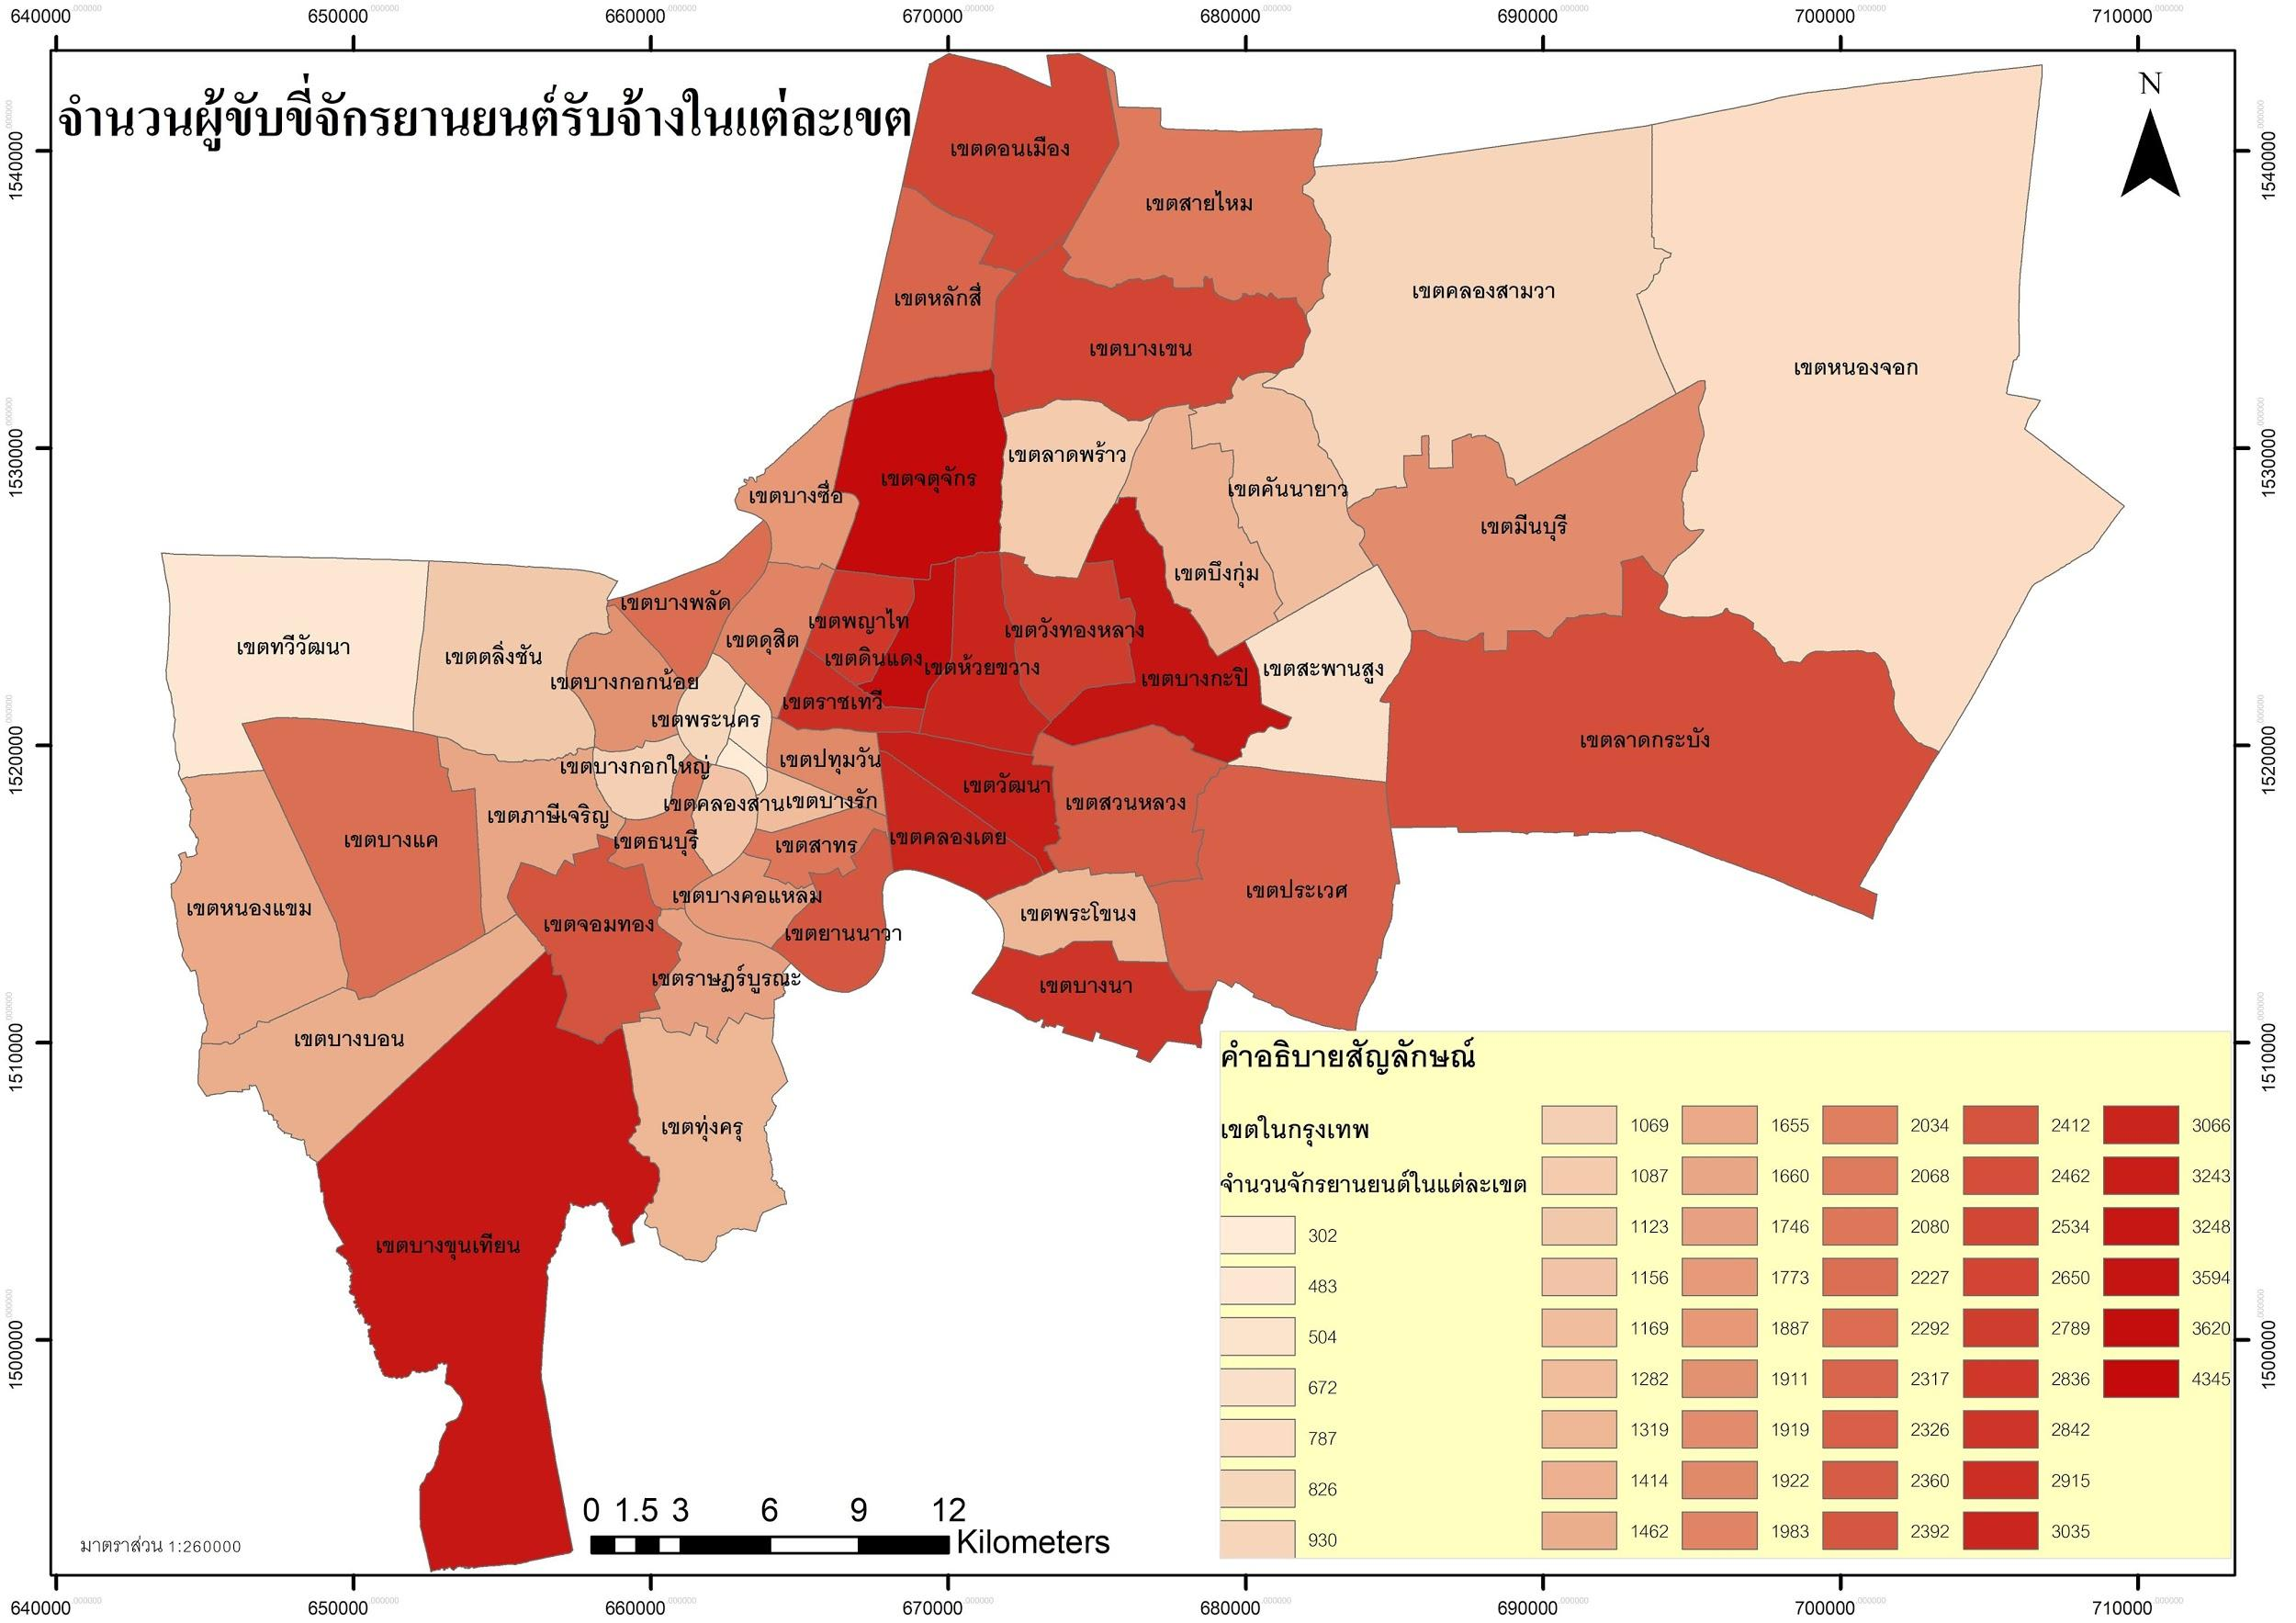 640000 650000 660000 670000 680000 690000 700000 710000
จำนวนผู้ขับขี่จักรยานยนต์รับจ้างในแต่ละเขต
N
1540000
1530000
1520000
1510000
1500000
1540000
1530000
1520000
1510000
1500000
เขตดอนเมือง
เขตสายไหม
เขตคลองสามวา
เขตหลักสี่
เขตบางเขน
เขตหนองจอก
เขตลาดพร้าว
เขตจตุจักร
เขตคันนายาว
เขตบางซื่อ
เขตมีนบุรี
เขตบึงกุ่ม
เขตบางพลัด
เขตพญาไท
เขตวังทองหลาง
เขตดุสิต
เขตทวีวัฒนา
เขตตลิ่งชัน
เขตดินแดง
เขตห้วยขวาง
เขตสะพานสูง
เขตบางกอกน้อย
เขตบางกะปิ
เขตราชเทวี
เขตพระนคร
เขตลาดกระบัง
เขตปทุมวัน
เขตบางกอกใหญ่
เขตวัฒนา
เขตคลองสาน
เขตบางรัก
เขตสวนหลวง
เขตภาษีเจริญ
เขตบางแค
เขตธนบุรี
เขตสาทร
เขตคลองเตย
เขตประเวศ
เขตบางคอแหลม
เขตหนองแขม
เขตพระโขนง
เขตจอมทอง
เขตยานนาวา
เขตราษฎร์บูรณะ
เขตบางนา
เขตบางบอน
เขตทุ่งครุ
เขตบางขุนเทียน
คำอธิบายสัญลักษณ์
เขตในกรุงเทพ
จำนวนจักรยานยนต์ในแต่ละเขต
302
483
504
672
787
826
930
1069
1087
1123
1156
1169
1282
1319
1414
1462
1655
1660
1746
1773
1887
1911
1919
1922
1983
2034
2068
2080
2227
2292
2317
2326
2360
2392
2412
2462
2534
2650
2789
2836
2842
2915
3035
3066
3243
3248
3594
3620
4345
0 1.5 3 6 9 12
Kilometers
มาตราส่วน 1:260000
640000 650000 660000 670000 680000 690000 700000 710000